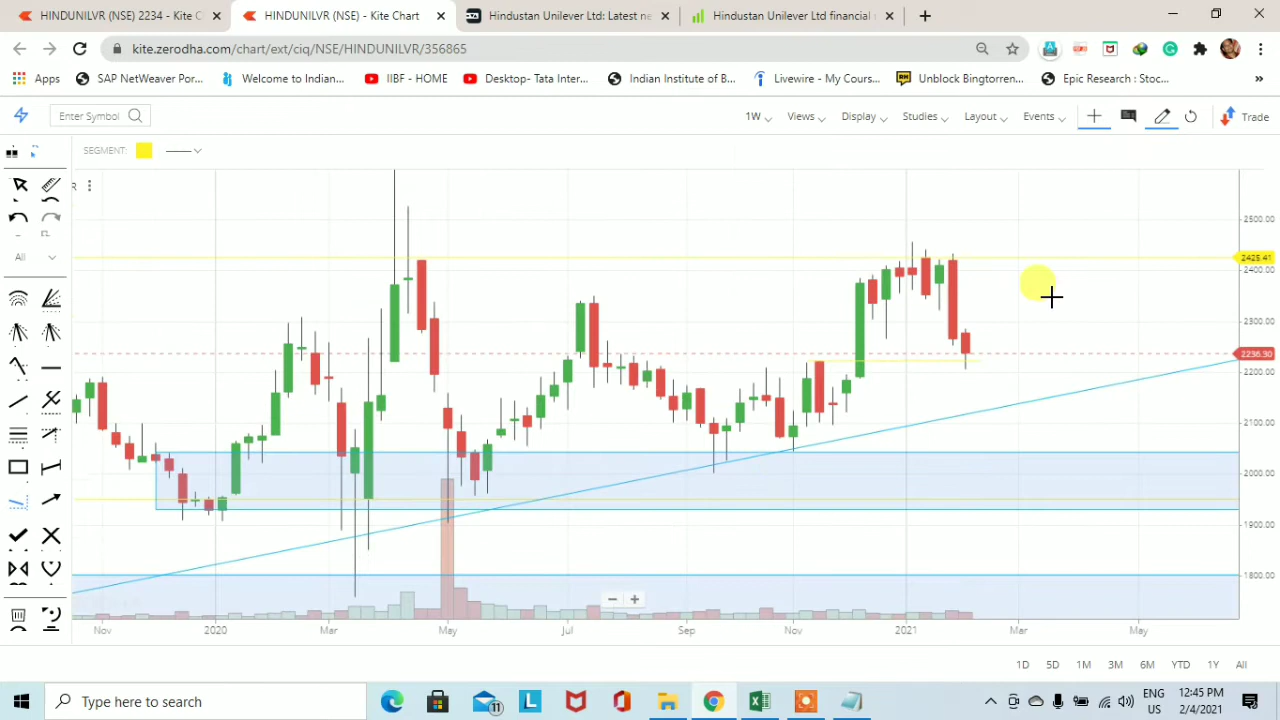 HINDUNILVR (NSE) 2234 - Kite C
HINDUNILVR (NSE) - Kite Chart
Hindustan Unilever Ltd: Latest ne
Hindustan Unilever Ltd financial s
kite.zerodha.com/chart/ext/ciq/NSE/HINDUNILVR/356865
Apps
SAP NetWeaver Por...
Welcome to Indian...
IIBF - HOME
Desktop- Tata Inter...
Indian Institute of B...
Livewire - My Cours...
Unblock Bingtorren...
Epic Research : Stoc...
»
Enter Symbol
1W
Views
Display
Studies
Layout
Events
Trade
SEGMENT:
R
All
2500.00
2425.41
2400.00
2300.00
2236.30
2200.00
2100.00
2000.00
1900.00
1800.00
Nov
2020
Mar
May
Jul
Sep
Nov
2021
Mar
May
1D
5D
1M
3M
6M
YTD
1Y
All
Type here to search
11
ENG
US
12:45 PM
2/4/2021